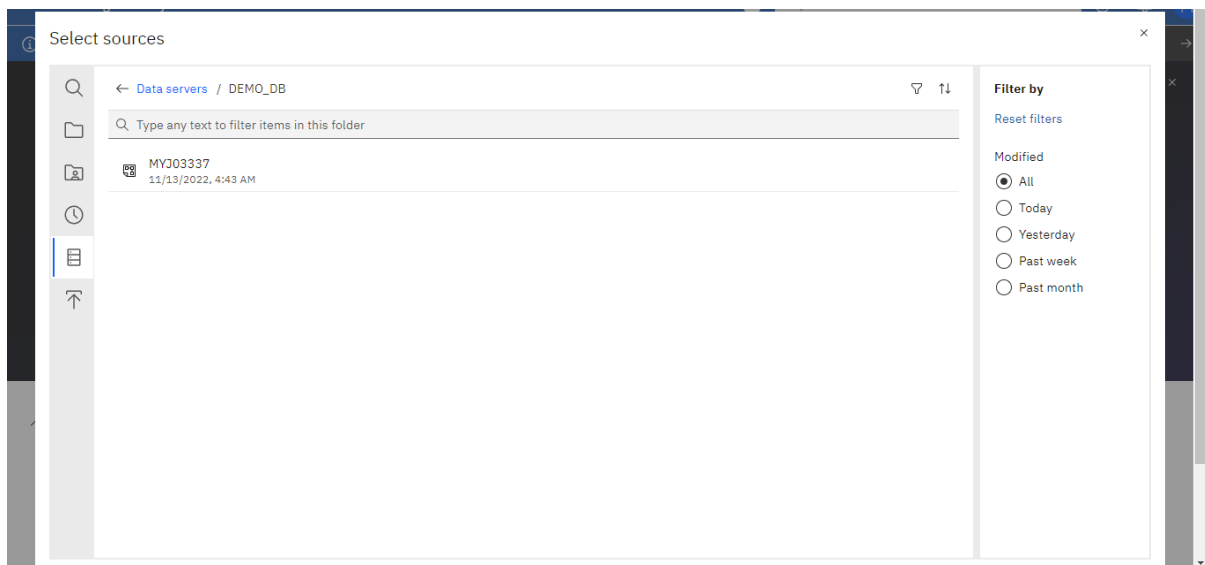 Select sources
Data servers / DEMO_DB
Type any text to filter items in this folder
MYJ03337
11/13/2022, 4:43 AM
Filter by
Reset filters
Modified
All
Today
Yesterday
Past week
Past month